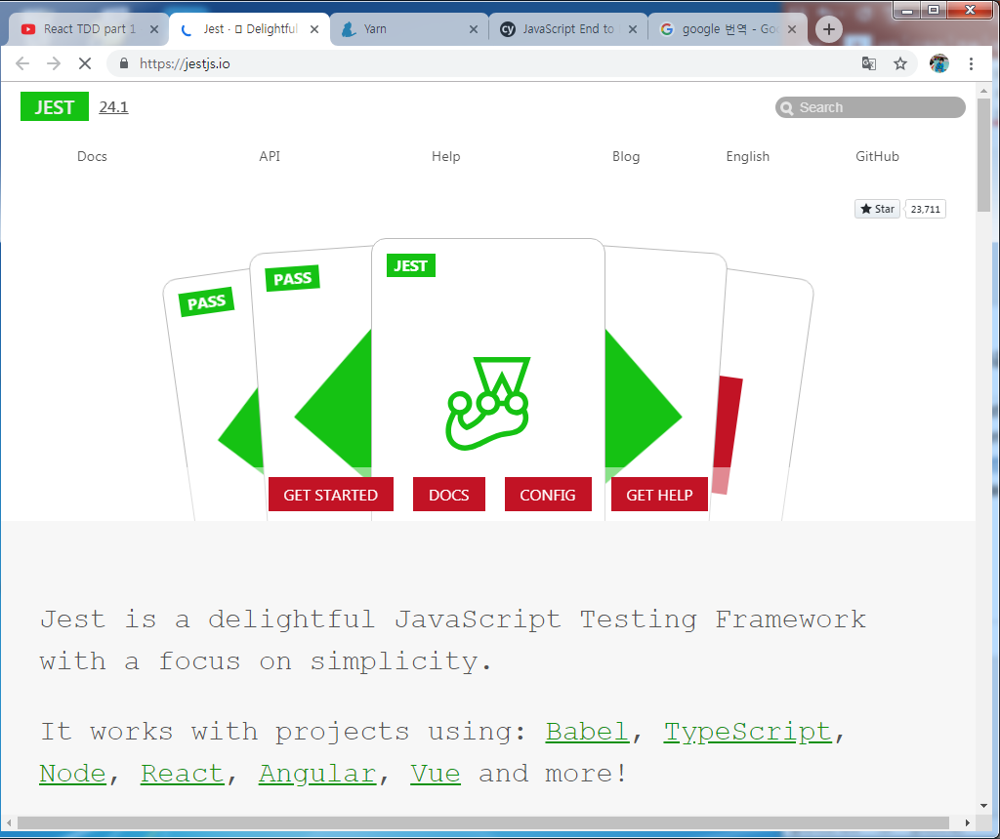 React TDD part 1
Jest · Delightful
Yarn
JavaScript End to
google 번역 - Goo
https://jestjs.io
JEST 24.1
Search
Docs API Help Blog English GitHub
Star 23,711
PASS
PASS
JEST
GET STARTED DOCS CONFIG GET HELP
Jest is a delightful JavaScript Testing Framework
with a focus on simplicity.
It works with projects using: Babel, TypeScript,
Node, React, Angular, Vue and more!